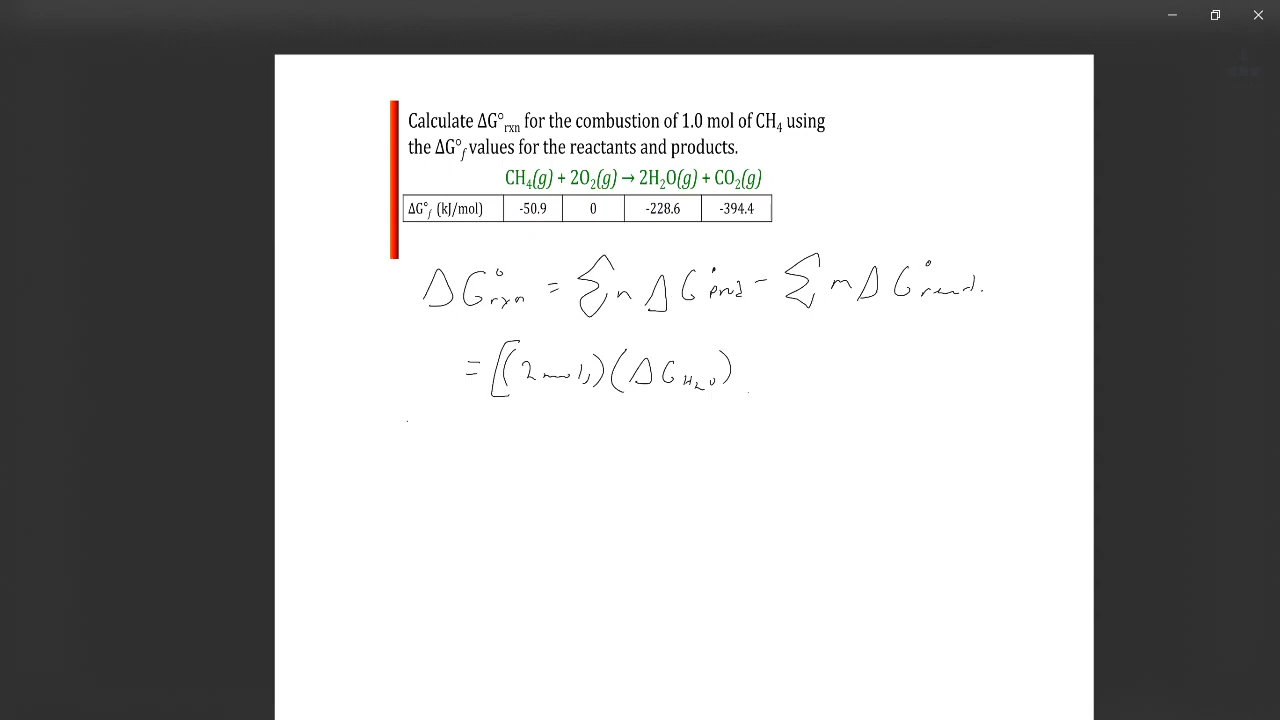 Calculate ΔG°rxn for the combustion of 1.0 mol of CH4 using
the ΔG°f values for the reactants and products.
CH4(g) + 2O2(g) → 2H2O(g) + CO2(g)
ΔG°f (kJ/mol) -50.9 0 -228.6 -394.4
ΔG°rxn = Σ n ΔG°prod - Σ m ΔG°reand.
= [(2 mols)(ΔG H2O)